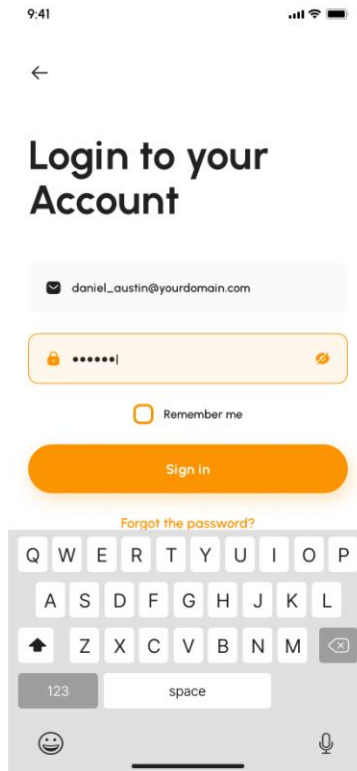 9:41
Login to your
Account
daniel_austin@yourdomain.com
••••••
Remember me
Sign in
Forgot the password?
Q W E R T Y U I O P
A S D F G H J K L
Z X C V B N M
123 space